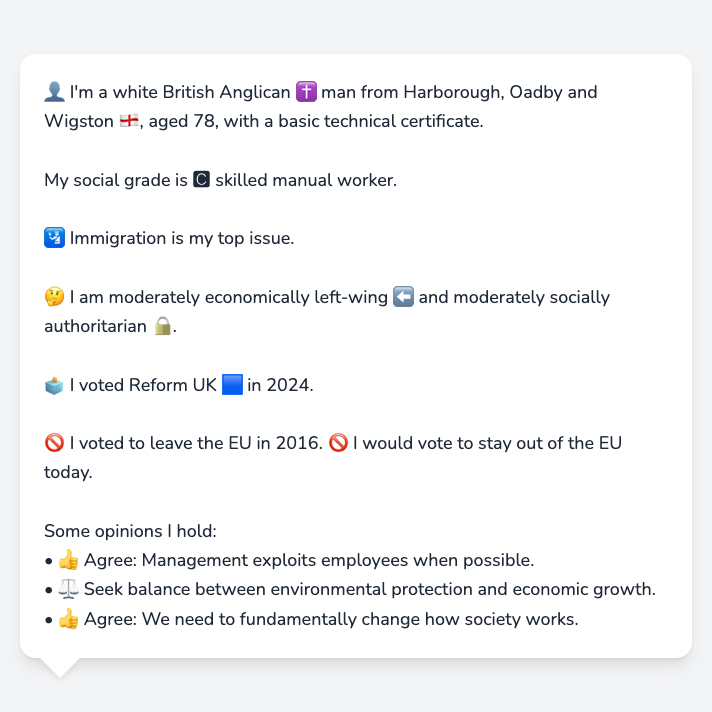 👤 I'm a white British Anglican ✝️ man from Harborough, Oadby and
Wigston 🏴󠁧󠁢󠁥󠁮󠁧󠁿, aged 78, with a basic technical certificate.
My social grade is 🅲 skilled manual worker.
🛂 Immigration is my top issue.
🤔 I am moderately economically left-wing ⬅️ and moderately socially
authoritarian 🔒.
🗳️ I voted Reform UK 🟦 in 2024.
🚫 I voted to leave the EU in 2016. 🚫 I would vote to stay out of the EU
today.
Some opinions I hold:
• 👍 Agree: Management exploits employees when possible.
• ⚖️ Seek balance between environmental protection and economic growth.
• 👍 Agree: We need to fundamentally change how society works.